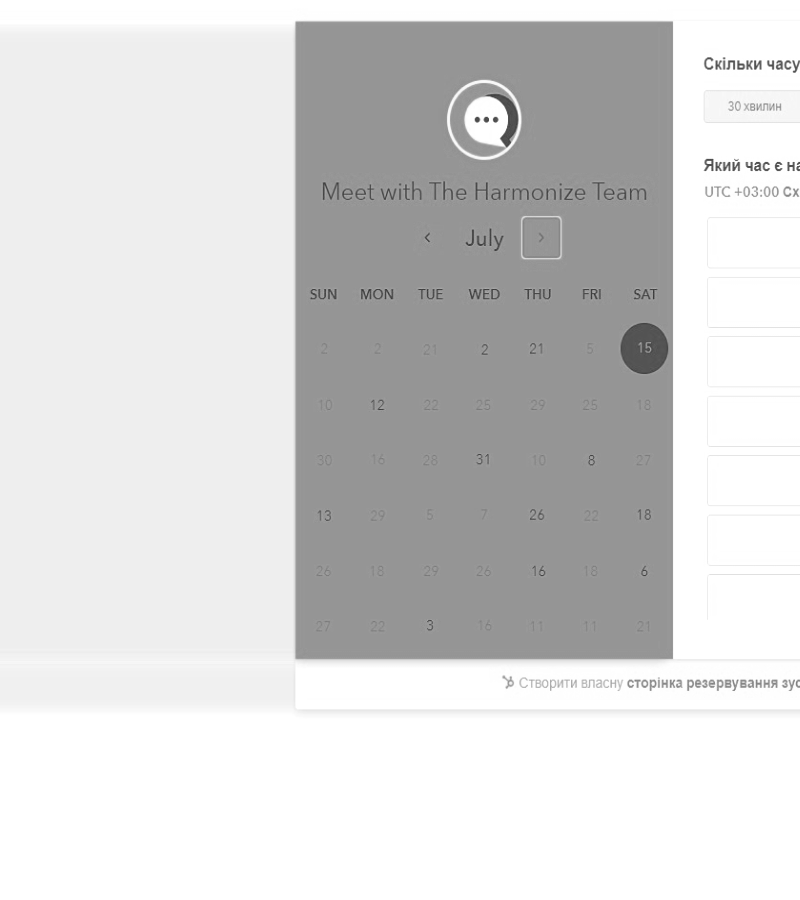 Meet with The Harmonize Team
July
SUN MON TUE WED THU FRI SAT
2 2 21 2 21 5 15
10 12 22 25 29 25 18
30 16 28 31 10 8 27
13 29 5 7 26 22 18
26 18 29 26 16 18 6
27 22 3 16 11 11 21
Скільки часу
30 хвилин
Який час є
UTC +03:00
Створити власну сторінка резервування